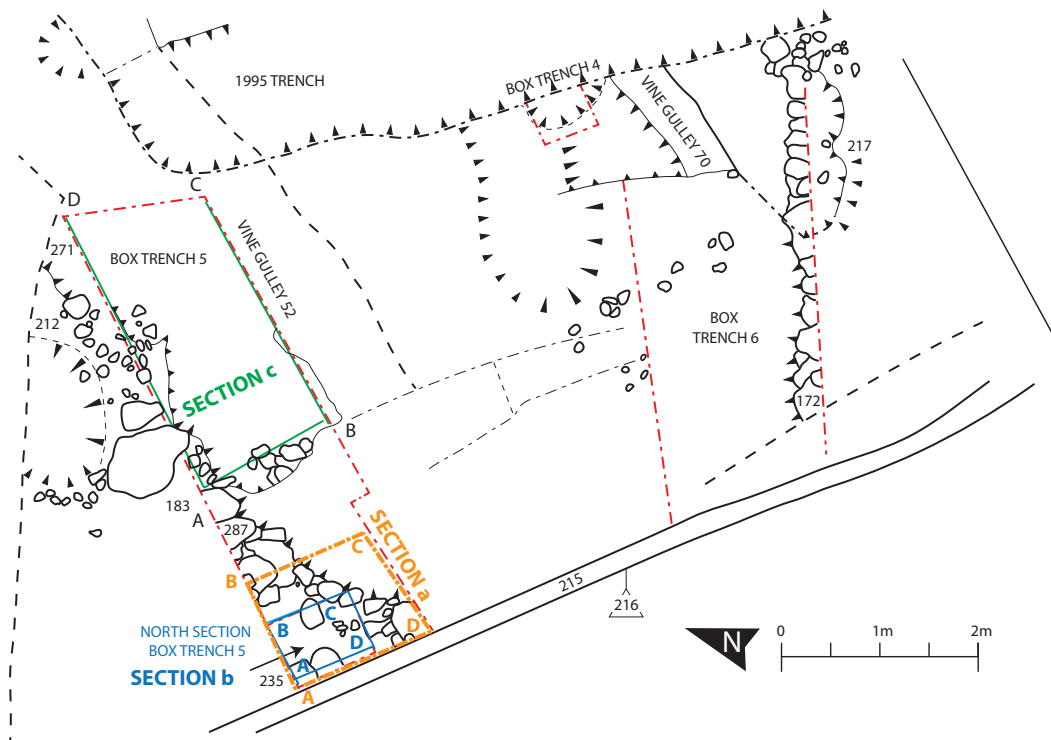 1995 TRENCH
BOX TRENCH 4
VINE GULLEY 70
217
C
D
271
BOX TRENCH 5
VINE GULLEY 52
212
BOX
TRENCH 6
SECTION c
B
172
183
A
287
SECTION a
C
B
215
216
N
0 1m 2m
NORTH SECTION
BOX TRENCH 5
SECTION b
B
C
D
D
A
235
A